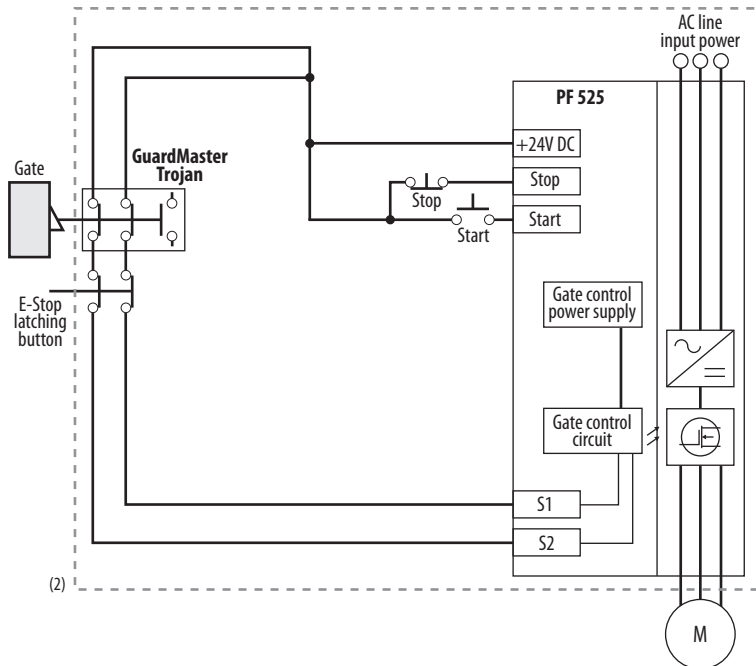 AC line
input power
PF 525
GuardMaster
Trojan
Gate
+24V DC
Stop
Stop
Start
Start
E-Stop
latching
button
Gate control
power supply
Gate control
circuit
S1
S2
(2)
M